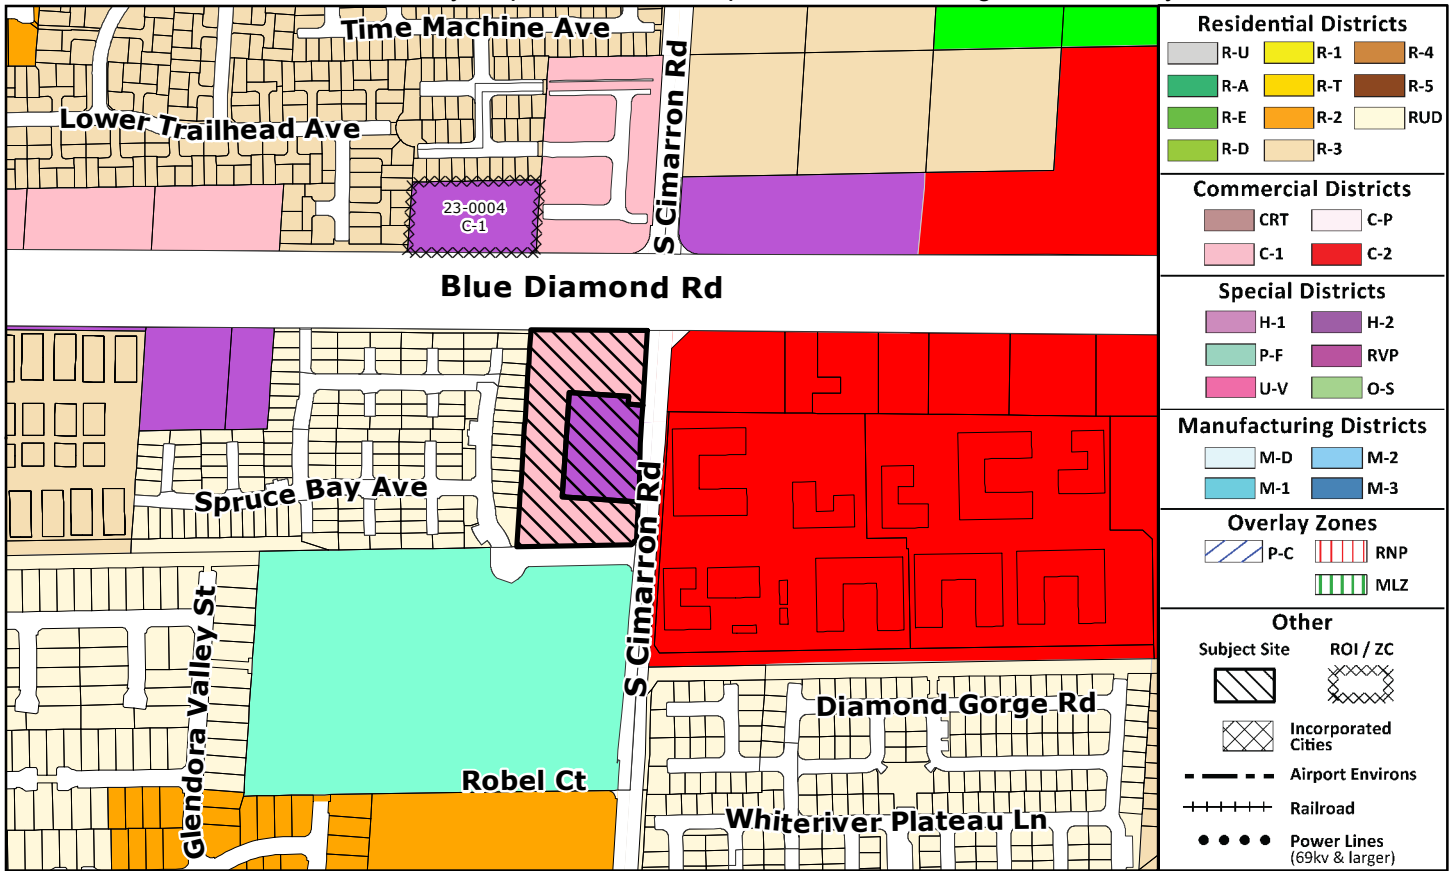 Time Machine Ave
Lower Trailhead Ave
S Cimarron Rd
23-0004
C-1
Blue Diamond Rd
Spruce Bay Ave
S Cimarron Rd
Glendora Valley St
Diamond Gorge Rd
Robel Ct
Whiteriver Plateau Ln
Residential Districts
R-U R-1 R-4
R-A R-T R-5
R-E R-2 RUD
R-D R-3
Commercial Districts
CRT C-P
C-1 C-2
Special Districts
H-1 H-2
P-F RVP
U-V O-S
Manufacturing Districts
M-D M-2
M-1 M-3
Overlay Zones
P-C RNP
MLZ
Other
Subject Site ROI / ZC
Incorporated
Cities
Airport Environs
Railroad
Power Lines
(69kv & larger)